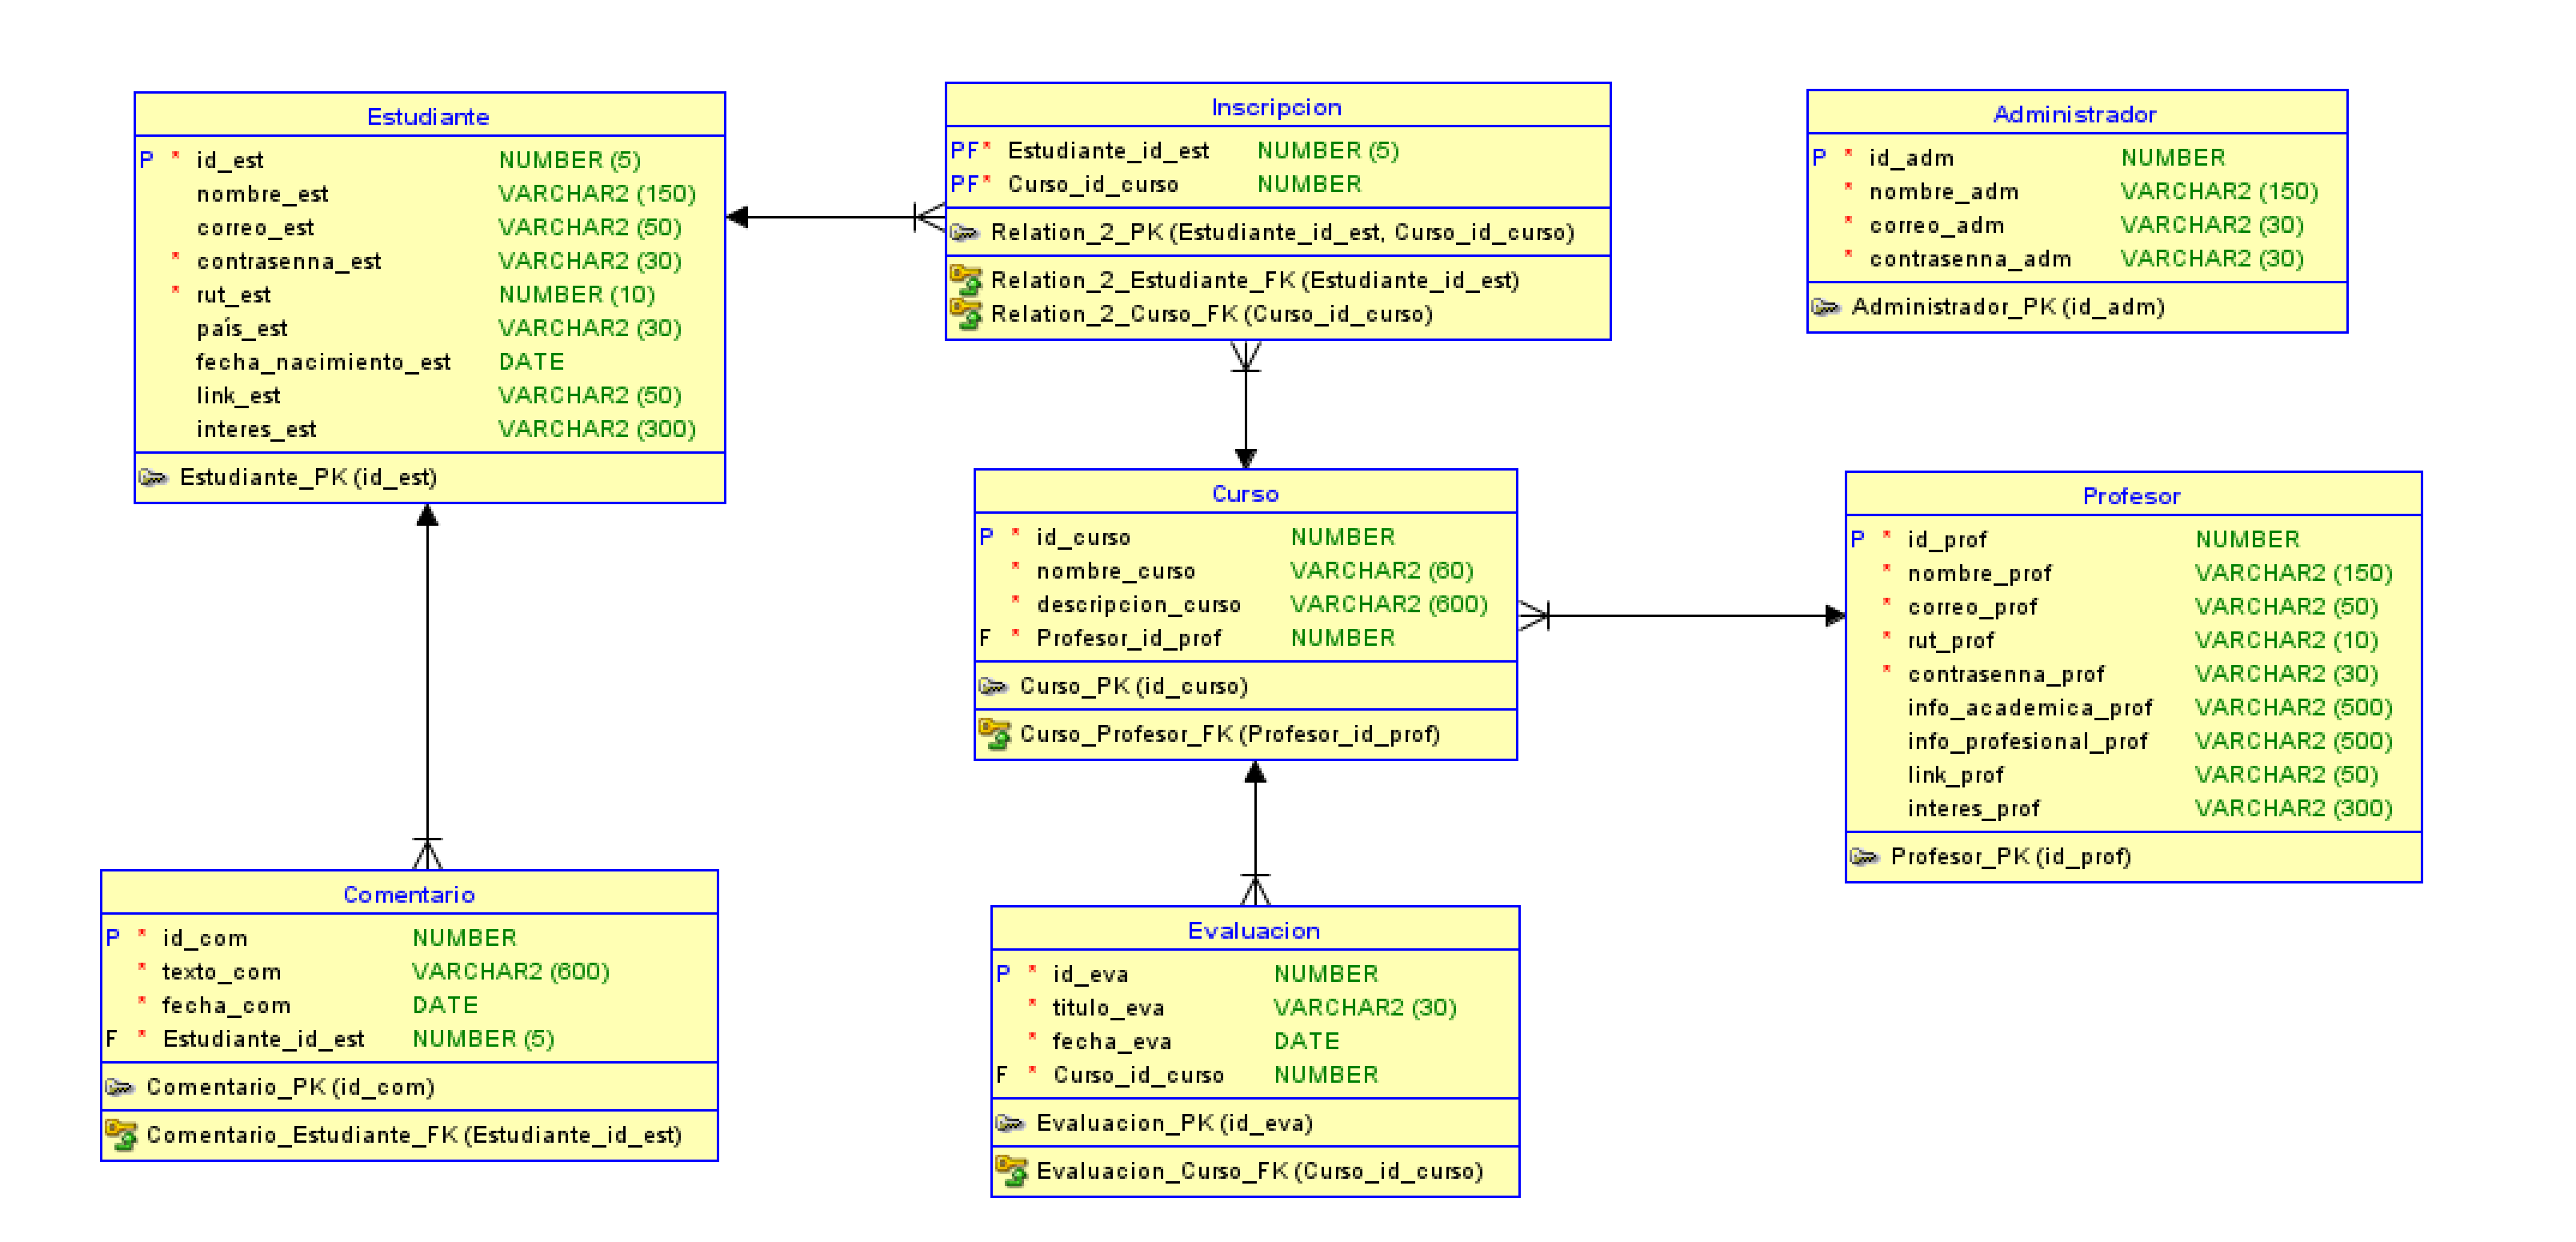 Estudiante
P * id_est NUMBER (5)
nombre_est VARCHAR2 (150)
correo_est VARCHAR2 (50)
* contrasenna_est VARCHAR2 (30)
* rut_est NUMBER (10)
país_est VARCHAR2 (30)
fecha_nacimiento_est DATE
link_est VARCHAR2 (50)
interes_est VARCHAR2 (300)
Estudiante_PK (id_est)
Inscripcion
PF* Estudiante_id_est NUMBER (5)
PF* Curso_id_curso NUMBER
Relation_2_PK (Estudiante_id_est, Curso_id_curso)
Relation_2_Estudiante_FK (Estudiante_id_est)
Relation_2_Curso_FK (Curso_id_curso)
Administrador
P * id_adm NUMBER
* nombre_adm VARCHAR2 (150)
* correo_adm VARCHAR2 (30)
* contrasenna_adm VARCHAR2 (30)
Administrador_PK (id_adm)
Curso
P * id_curso NUMBER
* nombre_curso VARCHAR2 (60)
* descripcion_curso VARCHAR2 (600)
F * Profesor_id_prof NUMBER
Curso_PK (id_curso)
Curso_Profesor_FK (Profesor_id_prof)
Profesor
P * id_prof NUMBER
* nombre_prof VARCHAR2 (150)
* correo_prof VARCHAR2 (50)
* rut_prof VARCHAR2 (10)
* contrasenna_prof VARCHAR2 (30)
info_academica_prof VARCHAR2 (500)
info_profesional_prof VARCHAR2 (500)
link_prof VARCHAR2 (50)
interes_prof VARCHAR2 (300)
Profesor_PK (id_prof)
Comentario
P * id_com NUMBER
* texto_com VARCHAR2 (600)
* fecha_com DATE
F * Estudiante_id_est NUMBER (5)
Comentario_PK (id_com)
Comentario_Estudiante_FK (Estudiante_id_est)
Evaluacion
P * id_eva NUMBER
* titulo_eva VARCHAR2 (30)
* fecha_eva DATE
F * Curso_id_curso NUMBER
Evaluacion_PK (id_eva)
Evaluacion_Curso_FK (Curso_id_curso)